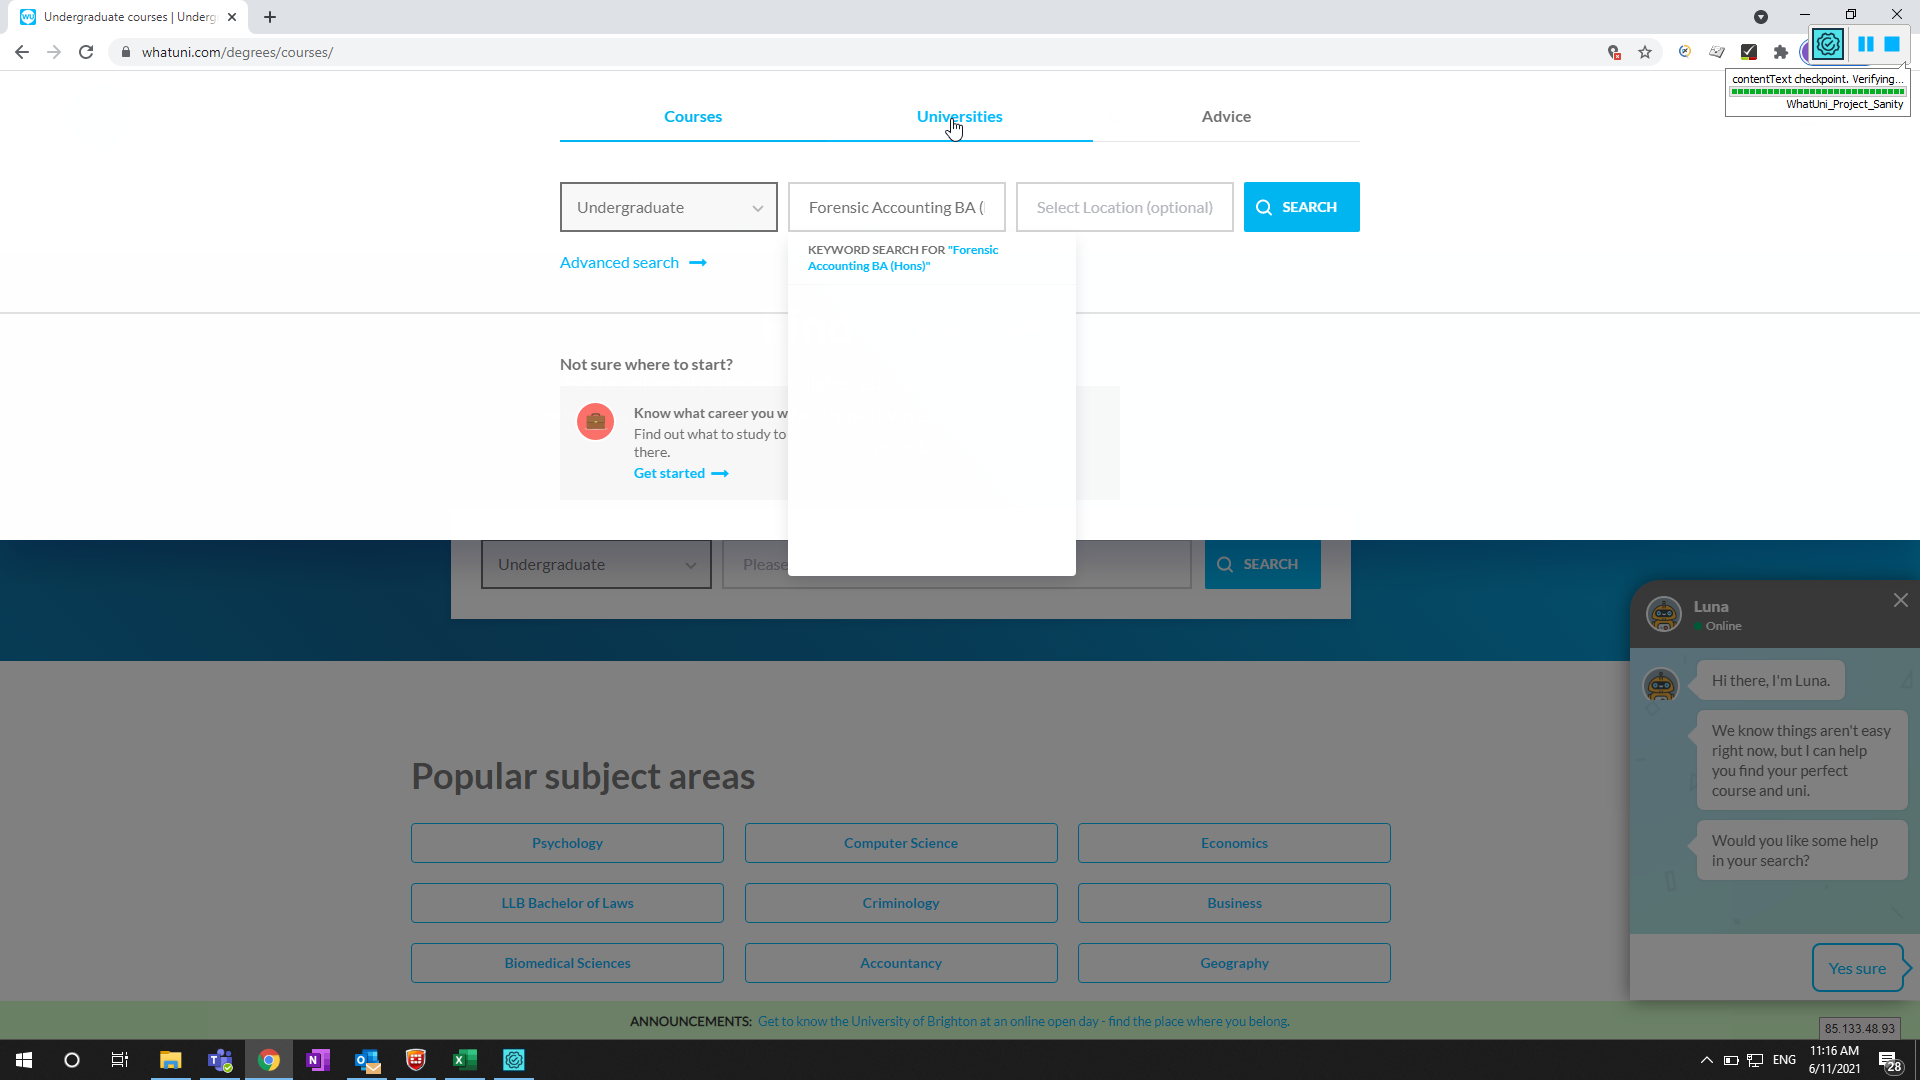 Undergraduate courses | Underg
whatuni.com/degrees/courses/
contentText checkpoint. Verifying...
WhatUni_Project_Sanity
Courses
Universities
Advice
Undergraduate
Forensic Accounting BA (
Select Location (optional)
SEARCH
KEYWORD SEARCH FOR "Forensic
Accounting BA (Hons)"
Advanced search
Not sure where to start?
Know what career you w
Find out what to study to
there.
Get started
Undergraduate
Please
SEARCH
Luna
Online
Hi there, I'm Luna.
We know things aren't easy
right now, but I can help
you find your perfect
course and uni.
Would you like some help
in your search?
Yes sure
Popular subject areas
Psychology
Computer Science
Economics
LLB Bachelor of Laws
Criminology
Business
Biomedical Sciences
Accountancy
Geography
ANNOUNCEMENTS: Get to know the University of Brighton at an online open day - find the place where you belong.
85.133.48.93
ENG
11:16 AM
6/11/2021
28